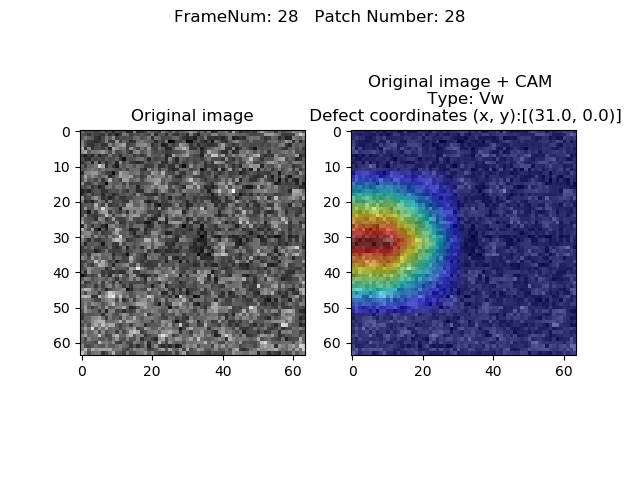 FrameNum: 28   Patch Number: 28
Original image
Original image + CAM
Type: Vw
Defect coordinates (x, y):[(31.0, 0.0)]
0
10
20
30
40
50
60
0 20 40 60
0
10
20
30
40
50
60
0 20 40 60